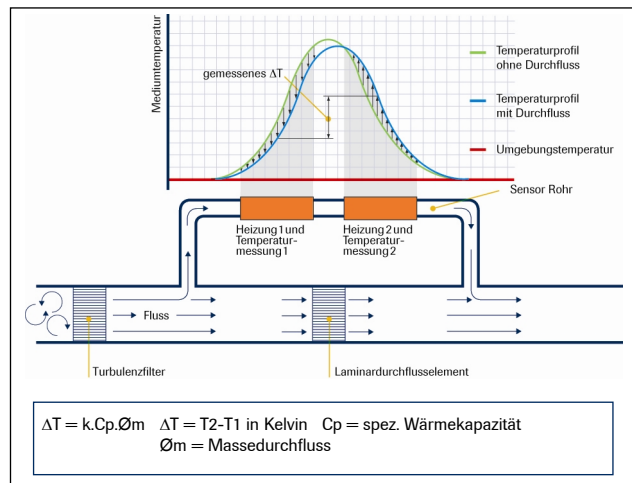 Mediumtemperatur
gemessenes ΔT
Temperaturprofil
ohne Durchfluss
Temperaturprofil
mit Durchfluss
Umgebungstemperatur
Sensor Rohr
Heizung 1 und
Temperatur-
messung 1
Heizung 2 und
Temperatur-
messung 2
Fluss
Turbulenzfilter
Laminardurchflusselement
ΔT = k.Cp.Øm ΔT = T2-T1 in Kelvin Cp = spez. Wärmekapazität
Øm = Massedurchfluss